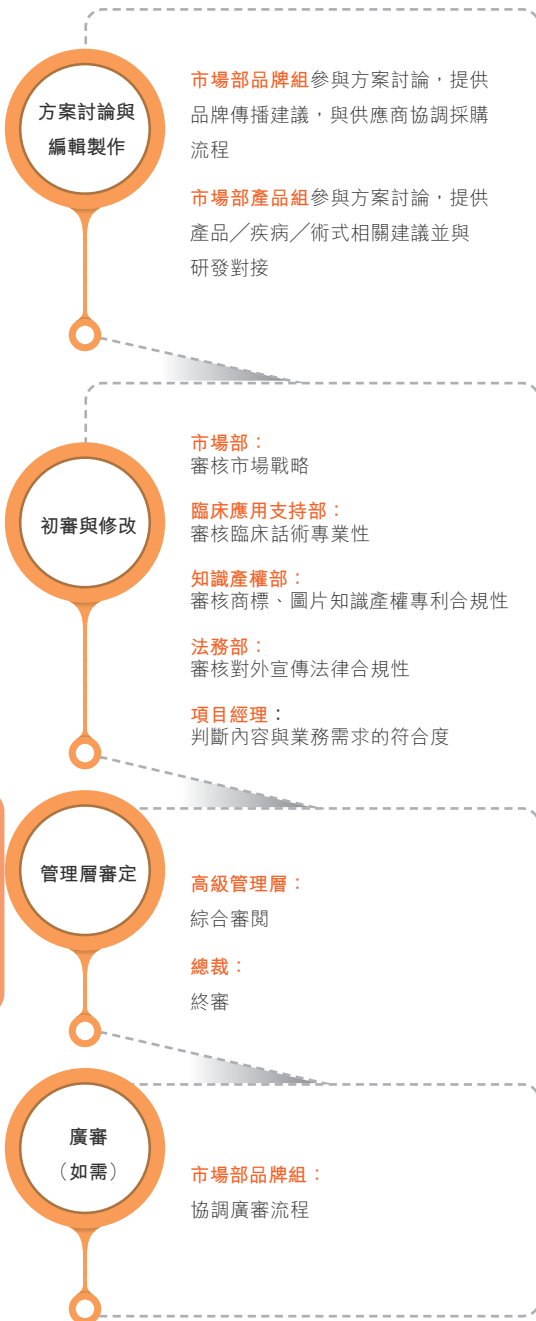 方案討論與
編輯製作
市場部品牌組參與方案討論，提供
品牌傳播建議，與供應商協調採購
流程
市場部產品組參與方案討論，提供
產品／疾病／術式相關建議並與
研發對接
初審與修改
市場部：
審核市場戰略
臨床應用支持部：
審核臨床話術專業性
知識產權部：
審核商標、圖片知識產權專利合規性
法務部：
審核對外宣傳法律合規性
項目經理：
判斷內容與業務需求的符合度
管理層審定
高級管理層：
綜合審閱
總裁：
終審
廣審
（如需）
市場部品牌組：
協調廣審流程